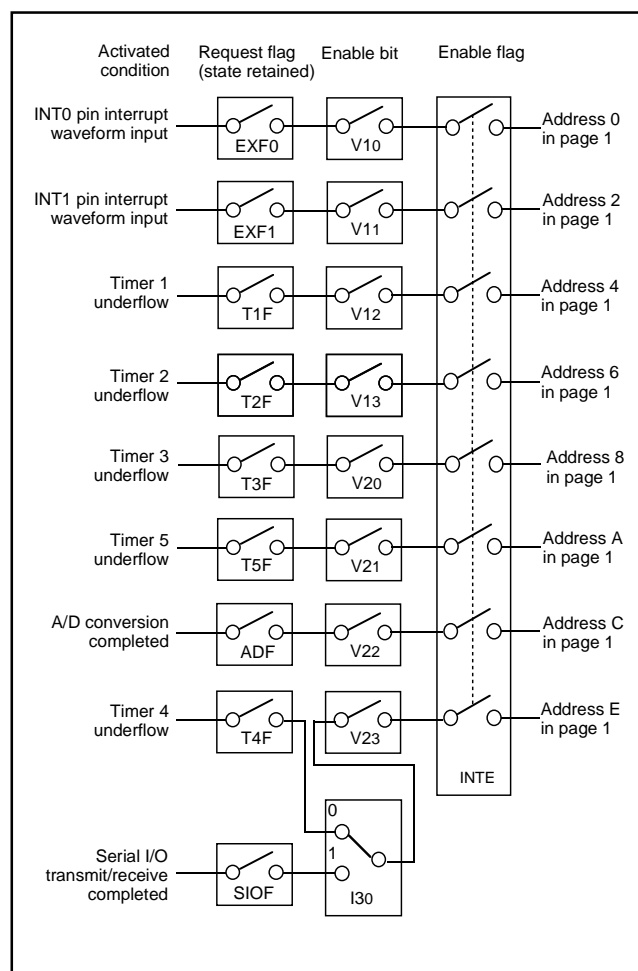 Activated
condition
Request flag
(state retained)
Enable bit
Enable flag
INT0 pin interrupt
waveform input
EXF0
V10
Address 0
in page 1
INT1 pin interrupt
waveform input
EXF1
V11
Address 2
in page 1
Timer 1
underflow
T1F
V12
Address 4
in page 1
Timer 2
underflow
T2F
V13
Address 6
in page 1
Timer 3
underflow
T3F
V20
Address 8
in page 1
Timer 5
underflow
T5F
V21
Address A
in page 1
A/D conversion
completed
ADF
V22
Address C
in page 1
Timer 4
underflow
T4F
V23
Address E
in page 1
INTE
0
1
Serial I/O
transmit/receive
completed
SIOF
I30